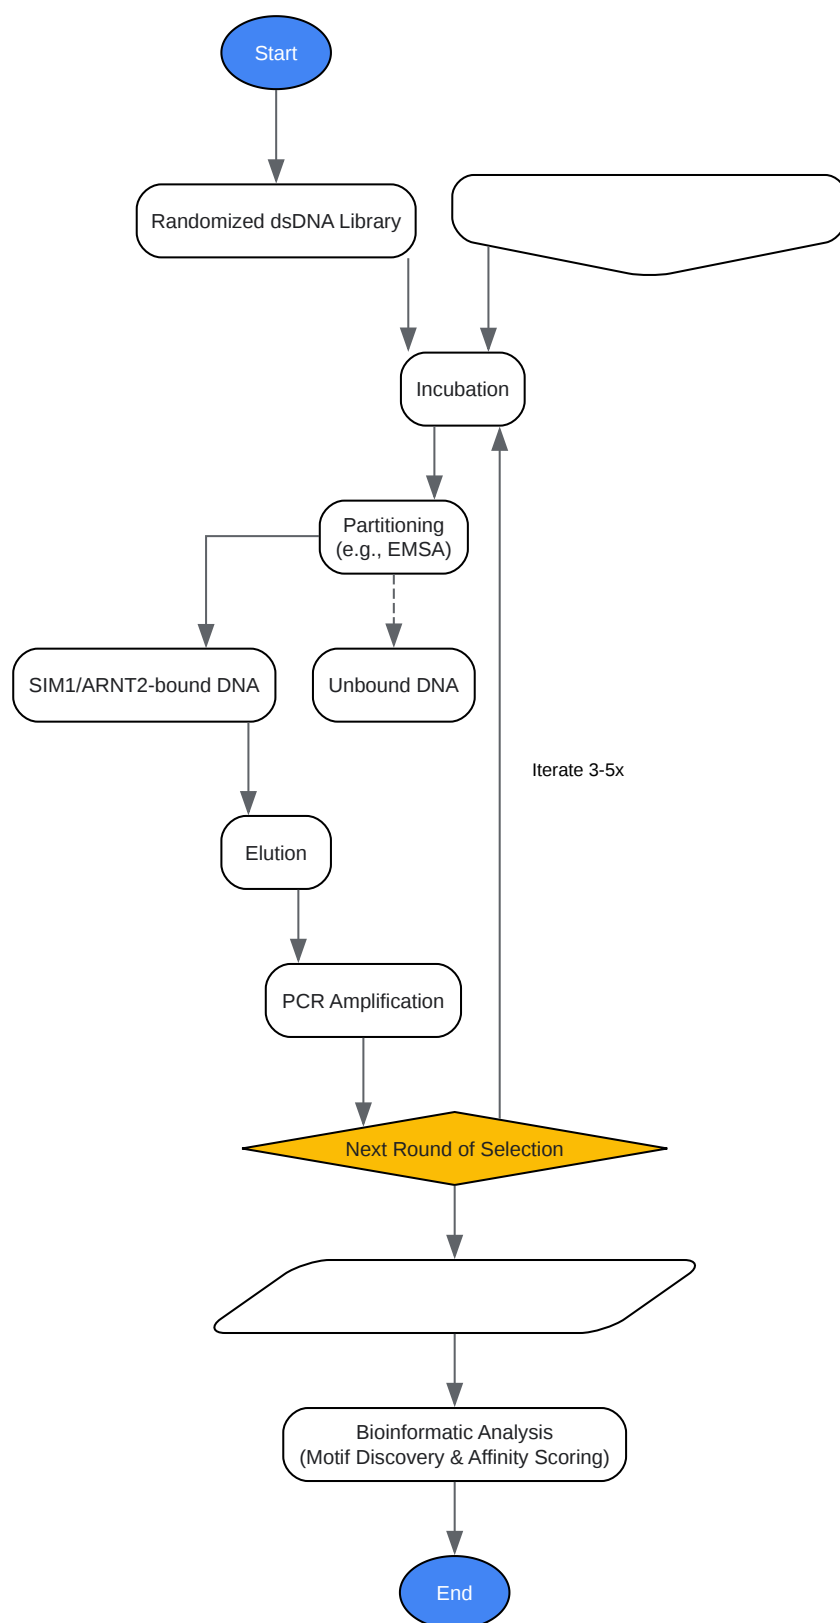 Start
Randomized dsDNA Library
Incubation
Partitioning
(e.g., EMSA)
SIM1/ARNT2-bound DNA
Unbound DNA
Iterate 3-5x
Elution
PCR Amplification
Next Round of Selection
Bioinformatic Analysis
(Motif Discovery & Affinity Scoring)
End